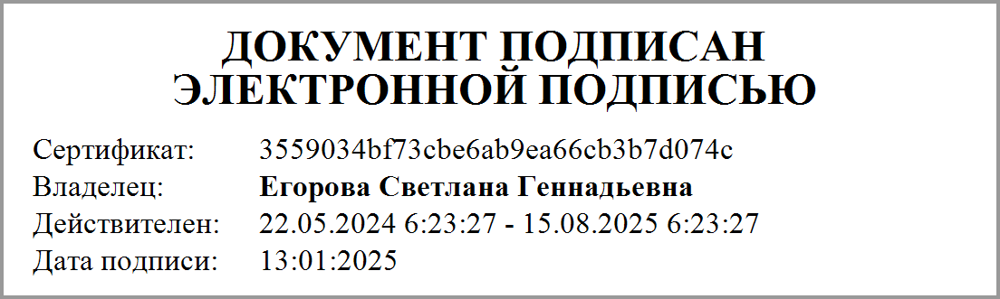 ДОКУМЕНТ ПОДПИСАН
ЭЛЕКТРОННОЙ ПОДПИСЬЮ
Сертификат: 3559034bf73cbe6ab9ea66cb3b7d074c
Владелец: Егорова Светлана Геннадьевна
Действителен: 22.05.2024 6:23:27 - 15.08.2025 6:23:27
Дата подписи: 13:01:2025